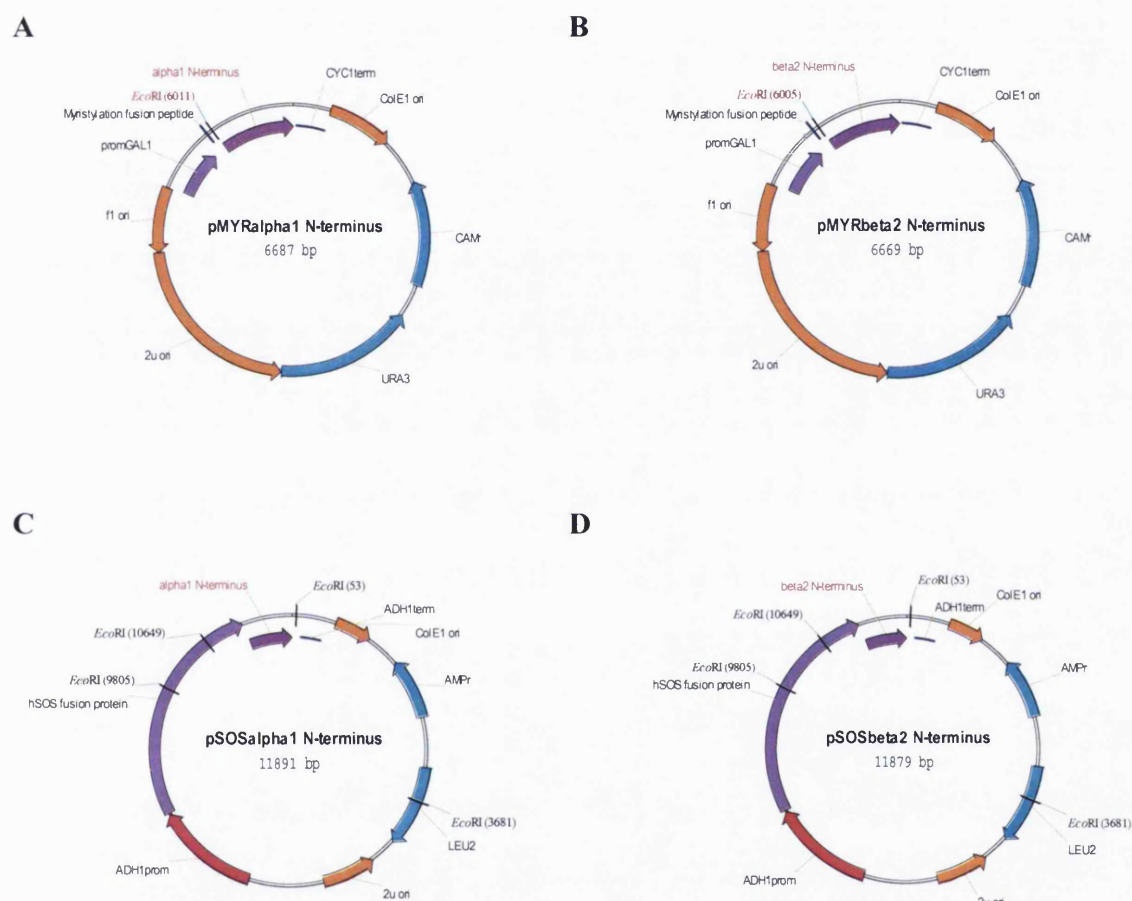 A
alpha1 N-terminus
CYC1term
EcoRI (6011)
ColE1 ori
Myristylation fusion peptide
promGAL1
f1 ori
pMYRalpha1 N-terminus
6687 bp
CAMr
2u ori
URA3
B
beta2 N-terminus
CYC1term
EcoRI (6005)
ColE1 ori
Myristylation fusion peptide
promGAL1
f1 ori
pMYRbeta2 N-terminus
6669 bp
CAMr
2u ori
URA3
C
alpha1 N-terminus
EcoRI (53)
ADH1term
EcoRI (10649)
ColE1 ori
EcoRI (9805)
AMPr
hSOS fusion protein
pSOSalpha1 N-terminus
11891 bp
EcoRI (3681)
LEU2
ADH1prom
2u ori
D
EcoRI (53)
beta2 N-terminus
ColE1 ori
ADH1term
EcoRI (10649)
AMPr
EcoRI (9805)
hSOS fusion protein
pSOSbeta2 N-terminus
11879 bp
EcoRI (3681)
LEU2
ADH1prom
2u ori